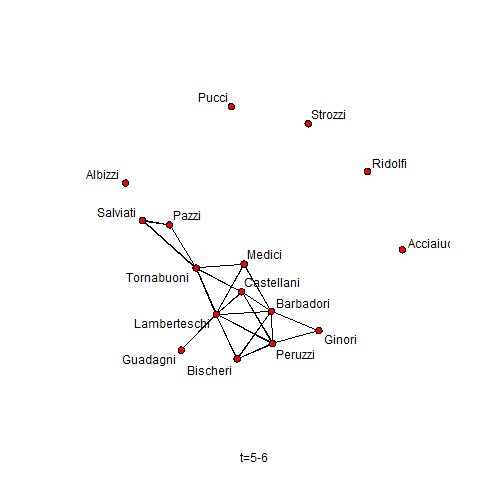 Pucci
Strozzi
Ridolfi
Albizzi
Salviati
Pazzi
Acciaiuc
Medici
Tornabuoni
Castellani
Barbadori
Lamberteschi
Ginori
Guadagni
Peruzzi
Bischeri
t=5-6